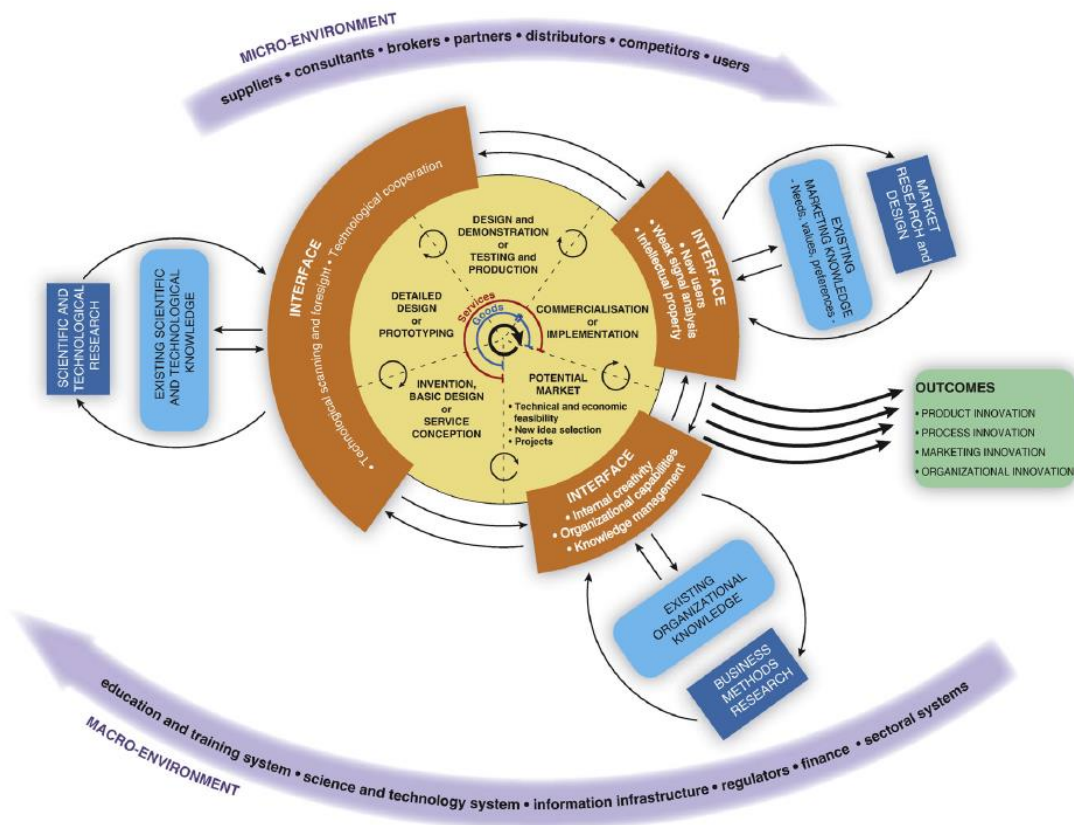 MICRO-ENVIRONMENT
suppliers • consultants • brokers • partners • distributors • competitors • users
INTERFACE
• Technological scanning and foresight • Technological cooperation
SCIENTIFIC AND
TECHNOLOGICAL
RESEARCH
EXISTING SCIENTIFIC
AND TECHNOLOGICAL
KNOWLEDGE
DESIGN and
DEMONSTRATION
or
TESTING and
PRODUCTION
DETAILED
DESIGN or
PROTOTYPING
Services
Goods
COMMERCIALISATION
or
IMPLEMENTATION
INVENTION,
BASIC DESIGN
or
SERVICE
CONCEPTION
POTENTIAL
MARKET
• Technical and economic
feasibility
• New idea selection
• Projects
INTERFACE
• New users
• Weak signal analysis
• Intellectual property
EXISTING
MARKETING KNOWLEDGE
- Needs, values, preferences -
MARKET
RESEARCH and
DESIGN
INTERFACE
• Internal creativity
• Organizational capabilities
• Knowledge management
EXISTING
ORGANIZATIONAL
KNOWLEDGE
BUSINESS
METHODS
RESEARCH
OUTCOMES
• PRODUCT INNOVATION
• PROCESS INNOVATION
• MARKETING INNOVATION
• ORGANIZATIONAL INNOVATION
education and training system • science and technology system • information infrastructure • regulators • finance • sectoral systems
MACRO-ENVIRONMENT